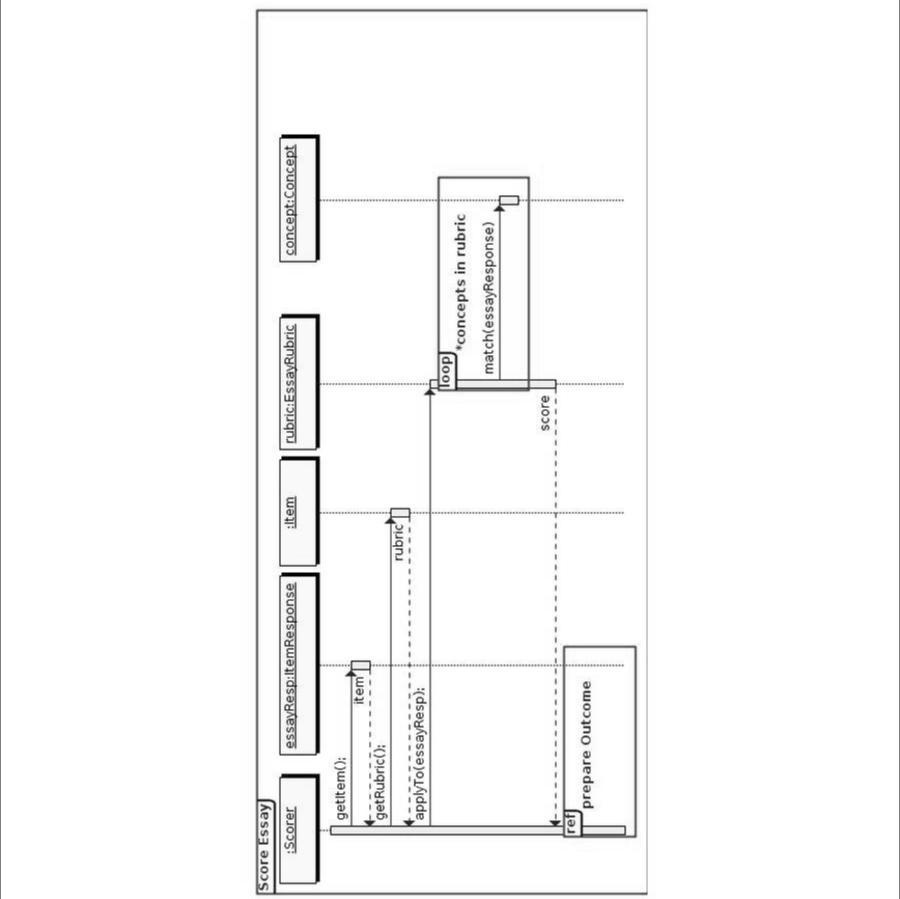 Score Essay
:Scorer
essayResp:ItemResponse
:Item
rubric:EssayRubric
concept:Concept
getItem();
item
getRubric();
rubric
applyTo(essayResp);
loop
*concepts in rubric
match(essayResponse)
score
ref
prepare Outcome